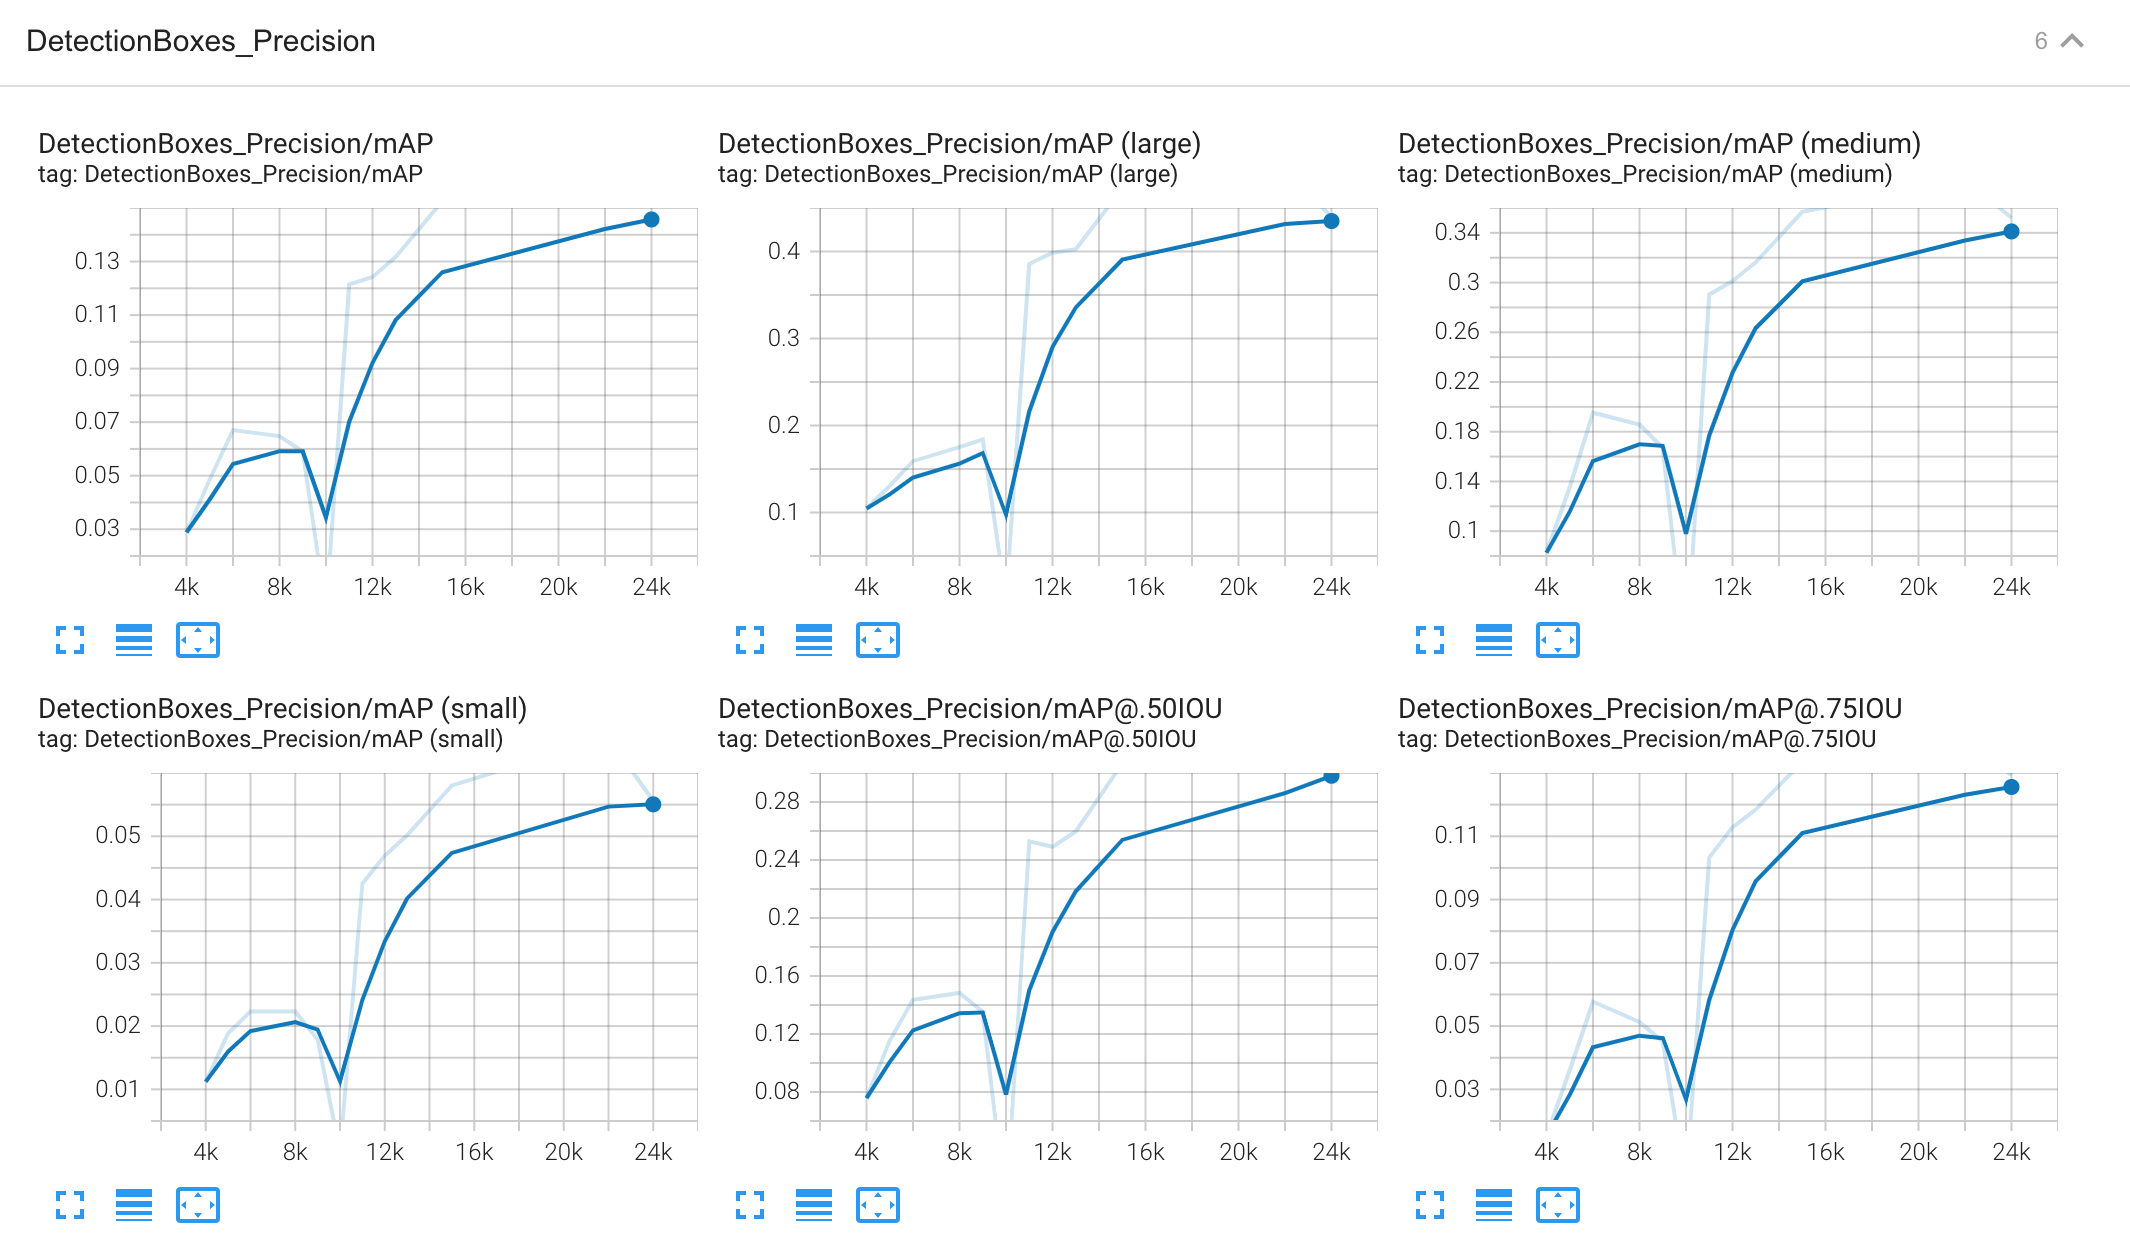 DetectionBoxes_Precision
6
DetectionBoxes_Precision/mAP
tag: DetectionBoxes_Precision/mAP
0.13
0.11
0.09
0.07
0.05
0.03
4k 8k 12k 16k 20k 24k
DetectionBoxes_Precision/mAP (large)
tag: DetectionBoxes_Precision/mAP (large)
0.4
0.3
0.2
0.1
4k 8k 12k 16k 20k 24k
DetectionBoxes_Precision/mAP (medium)
tag: DetectionBoxes_Precision/mAP (medium)
0.34
0.3
0.26
0.22
0.18
0.14
0.1
4k 8k 12k 16k 20k 24k
DetectionBoxes_Precision/mAP (small)
tag: DetectionBoxes_Precision/mAP (small)
0.05
0.04
0.03
0.02
0.01
4k 8k 12k 16k 20k 24k
DetectionBoxes_Precision/mAP@.50IOU
tag: DetectionBoxes_Precision/mAP@.50IOU
0.28
0.24
0.2
0.16
0.12
0.08
4k 8k 12k 16k 20k 24k
DetectionBoxes_Precision/mAP@.75IOU
tag: DetectionBoxes_Precision/mAP@.75IOU
0.11
0.09
0.07
0.05
0.03
4k 8k 12k 16k 20k 24k